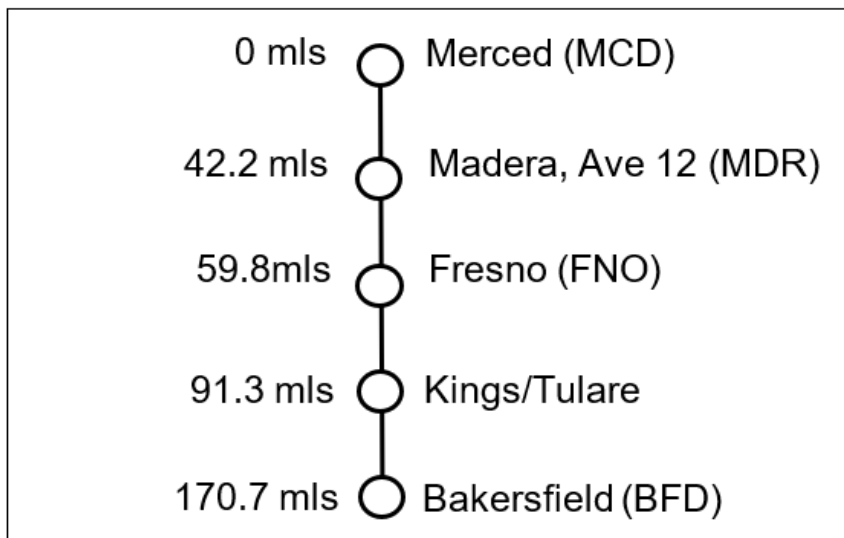 0 mls Merced (MCD)
42.2 mls Madera, Ave 12 (MDR)
59.8mls Fresno (FNO)
91.3 mls Kings/Tulare
170.7 mls Bakersfield (BFD)